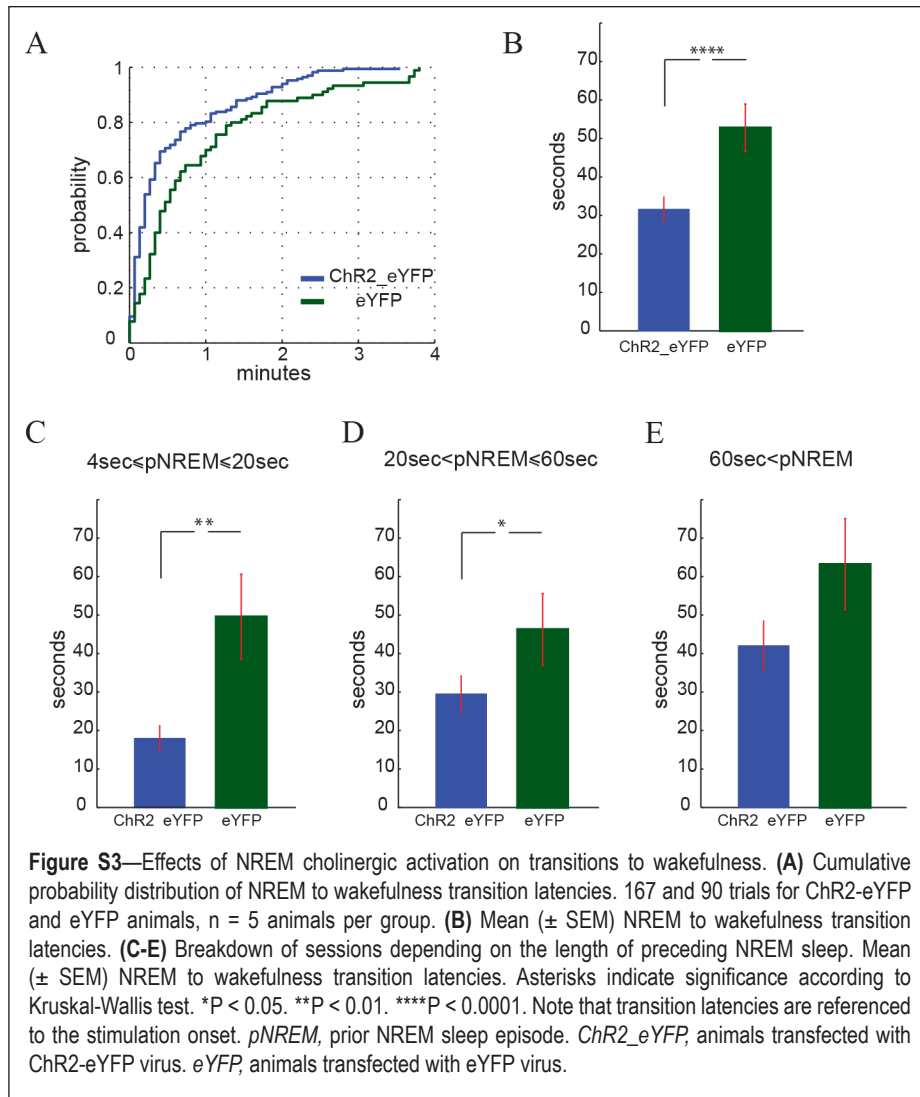 A
probability
1
0.8
0.6
0.4
0.2
0
ChR2_eYFP
eYFP
0 1 2 3 4
minutes
B
seconds
70
60
50
40
30
20
10
0
****
ChR2_eYFP eYFP
C
4sec⩽pNREM⩽20sec
seconds
70
60
50
40
30
20
10
0
**
ChR2 eYFP eYFP
D
20sec<pNREM⩽60sec
seconds
70
60
50
40
30
20
10
0
*
ChR2 eYFP eYFP
E
60sec<pNREM
seconds
70
60
50
40
30
20
10
0
ChR2 eYFP eYFP
Figure S3—Effects of NREM cholinergic activation on transitions to wakefulness. (A) Cumulative
probability distribution of NREM to wakefulness transition latencies. 167 and 90 trials for ChR2-eYFP
and eYFP animals, n = 5 animals per group. (B) Mean (± SEM) NREM to wakefulness transition
latencies. (C-E) Breakdown of sessions depending on the length of preceding NREM sleep. Mean
(± SEM) NREM to wakefulness transition latencies. Asterisks indicate significance according to
Kruskal-Wallis test. *P < 0.05. **P < 0.01. ****P < 0.0001. Note that transition latencies are referenced
to the stimulation onset. pNREM, prior NREM sleep episode. ChR2_eYFP, animals transfected with
ChR2-eYFP virus. eYFP, animals transfected with eYFP virus.